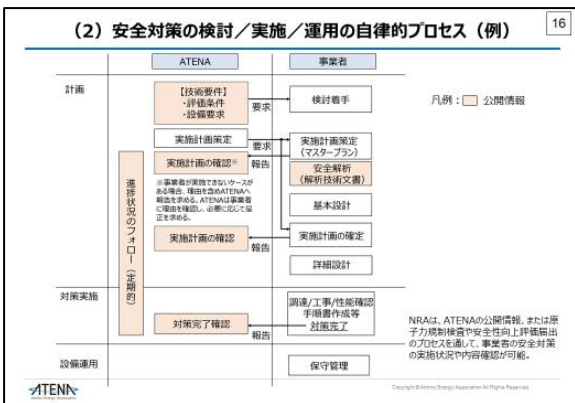 （2）安全対策の検討／実施／運用の自律的プロセス（例）
16
ATENA
事業者
計画
【技術要件】
・評価条件
・設備要求
要求
検討着手
凡例：
公開情報
実施計画策定
要求
実施計画策定
（マスタープラン）
実施計画の確認※
報告
安全解析
（解析技術文書）
※事業者が実施できないケースが
ある場合、理由を含めATENAへ
報告を求める。ATENAは事業者
に理由を確認し、必要に応じて是
正を求める。
基本設計
進捗状況のフォロー（定期的）
実施計画の確認
報告
実施計画の確定
詳細設計
対策実施
調達/工事/性能確認
手順書作成等
対策完了
対策完了確認
報告
NRAは、ATENAの公開情報、または原
子力規制検査や安全性向上評価届出
のプロセスを通して、事業者の安全対策
の実施状況や内容確認が可能。
設備運用
保守管理
ATENA
Atomic Energy Association
Copyright © Atomic Energy Association All Rights Reserved.